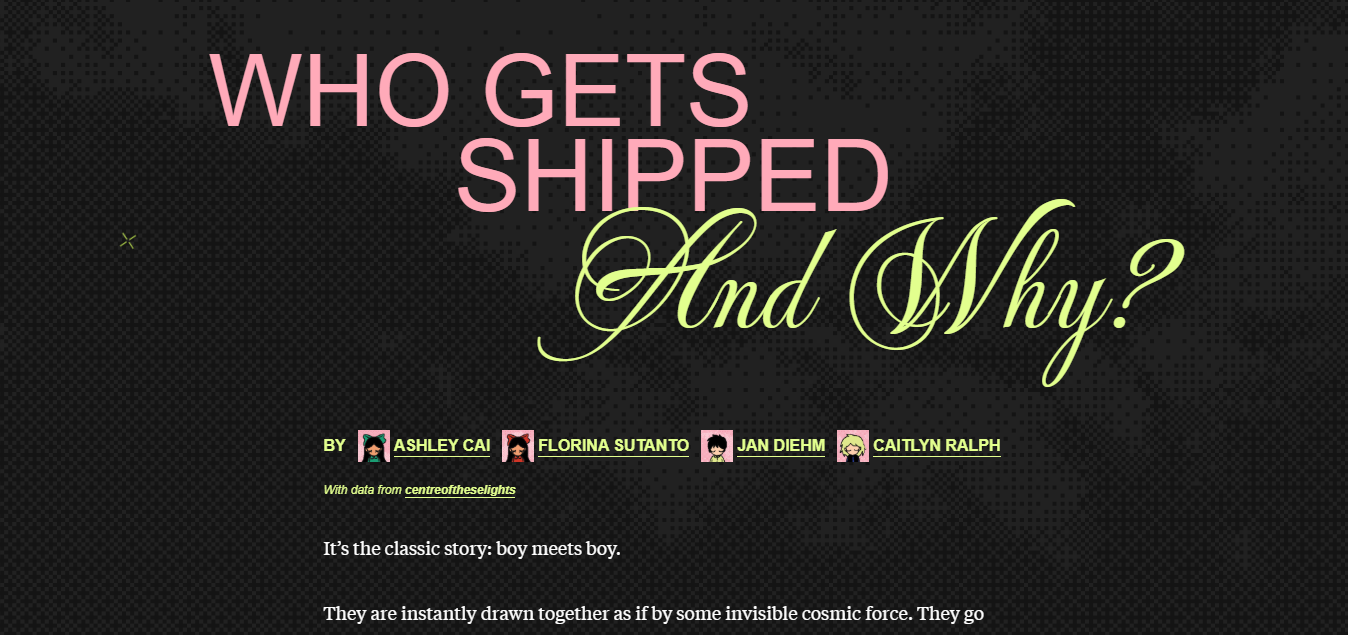 WHO GETS
SHIPPED
And Why?
BY ASHLEY CAI FLORINA SUTANTO JAN DIEHM CAITLYN RALPH
With data from centreoftheselights
It’s the classic story: boy meets boy.
They are instantly drawn together as if by some invisible cosmic force. They go